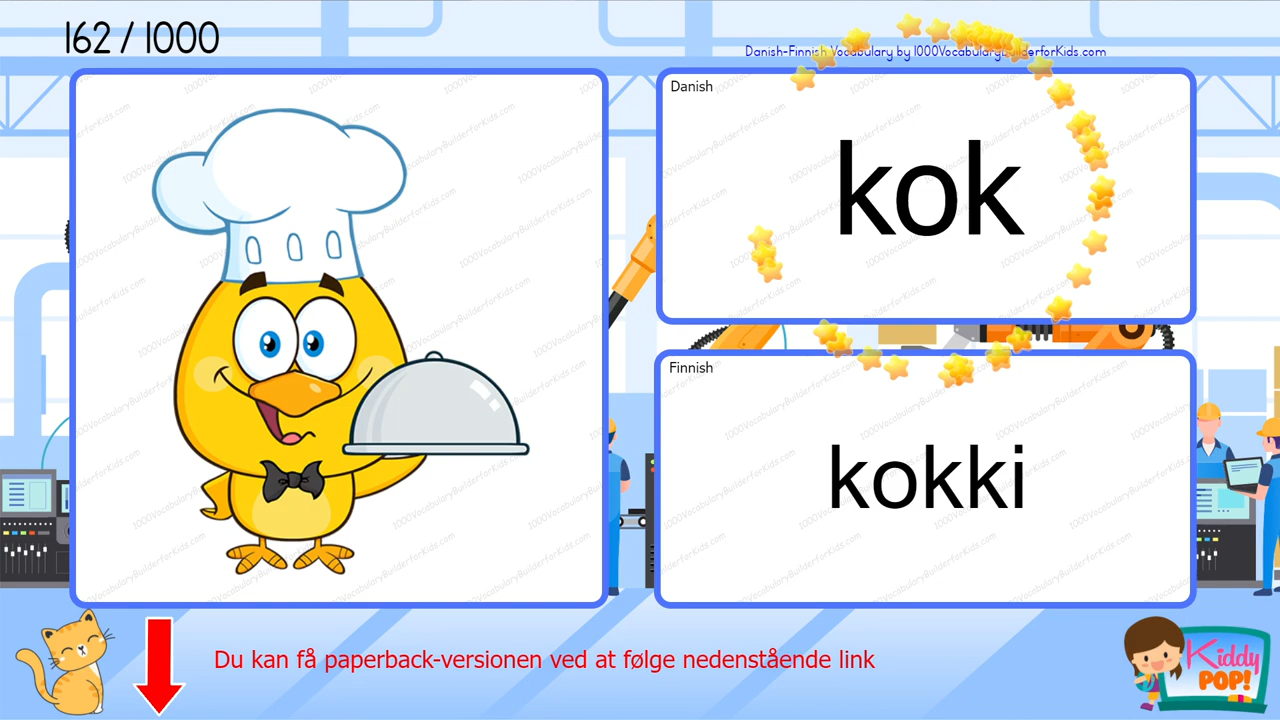 162 / 1000
Danish-Finnish Vocabulary by 1000VocabularyBuilderforKids.com
Danish
kok
Finnish
kokki
Du kan få paperback-versionen ved at følge nedenstående link
Kiddy
POP!